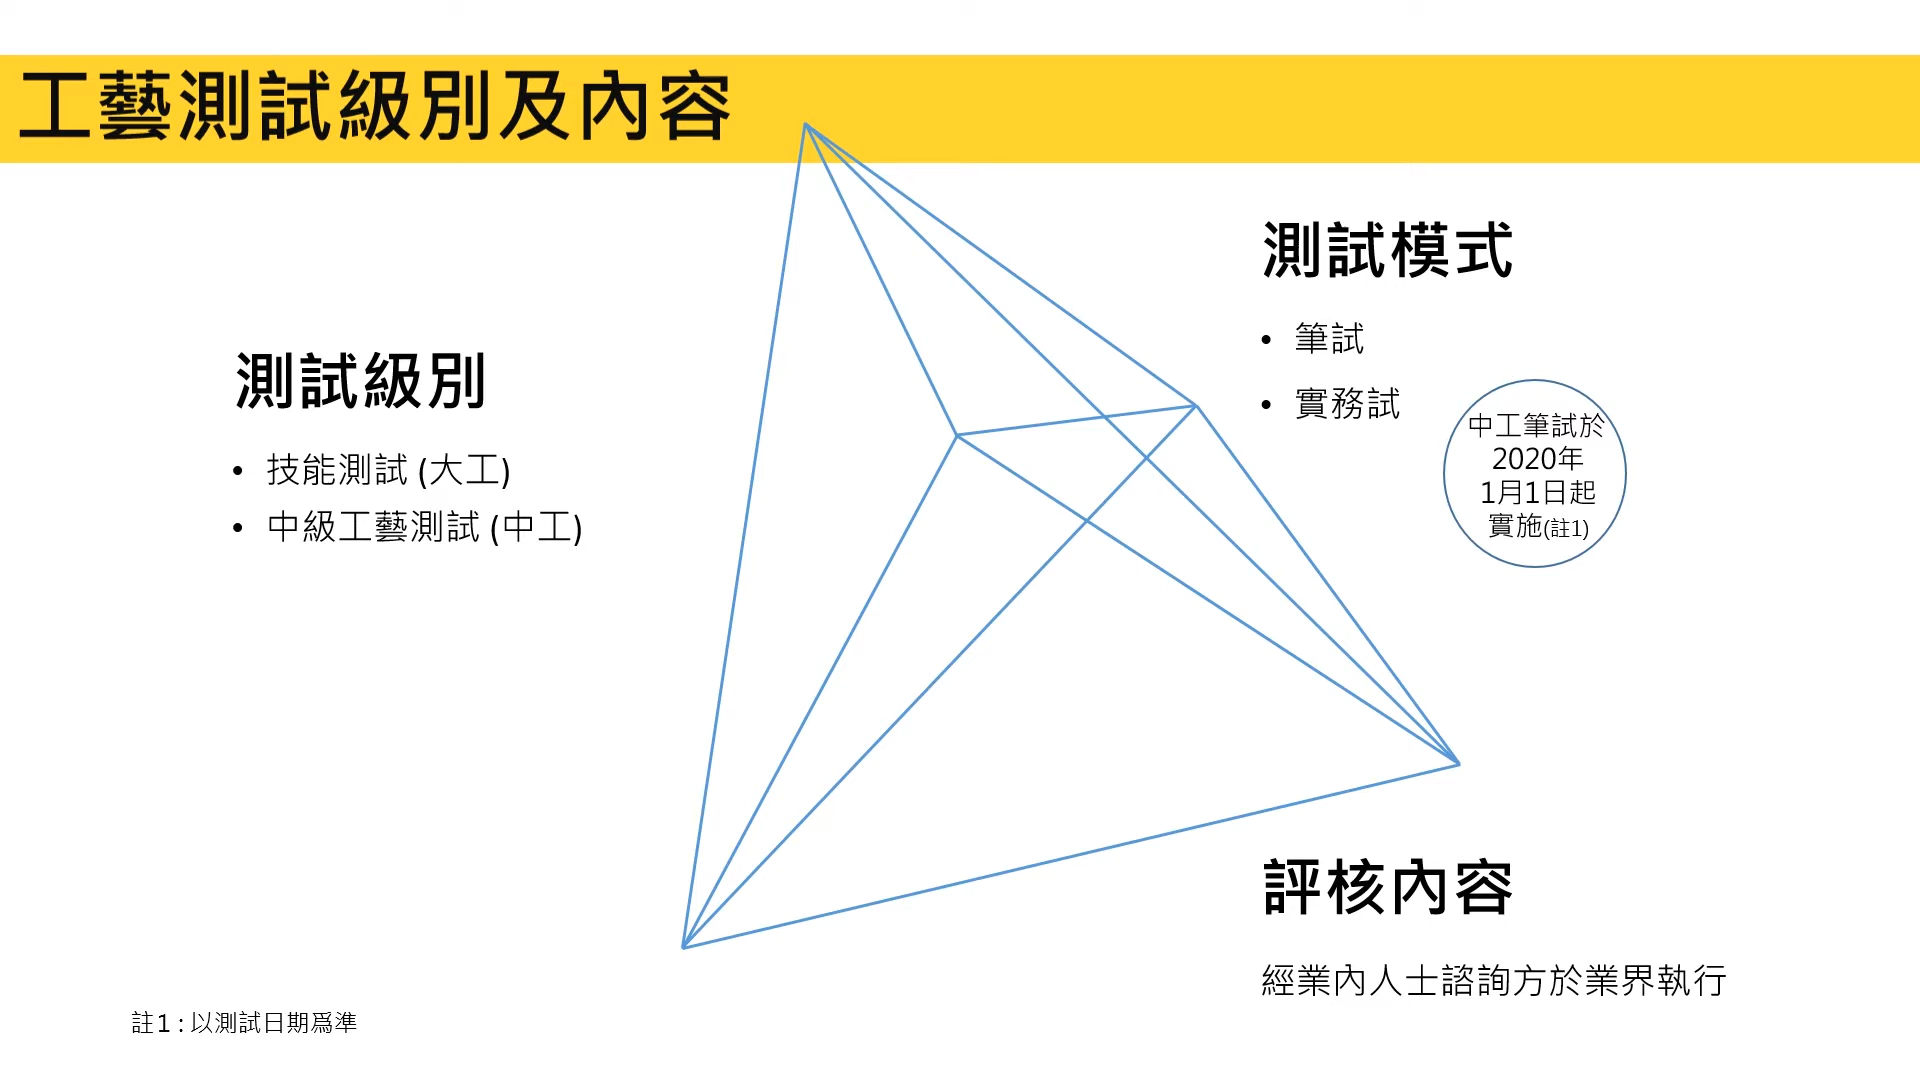 工藝測試級別及內容
測試級別
• 技能測試 (大工)
• 中級工藝測試 (中工)
測試模式
• 筆試
• 實務試
中工筆試於
2020年
1月1日起
實施(註1)
評核內容
經業內人士諮詢方於業界執行
註1 : 以測試日期爲準